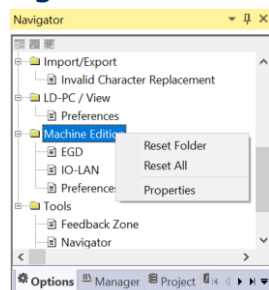 Navigator
Import/Export
Invalid Character Replacement
LD-PC / View
Preferences
Machine Edition
EGD
IO-LAN
Preferences
Reset Folder
Reset All
Properties
Tools
Feedback Zone
Navigator
Options Manager Project